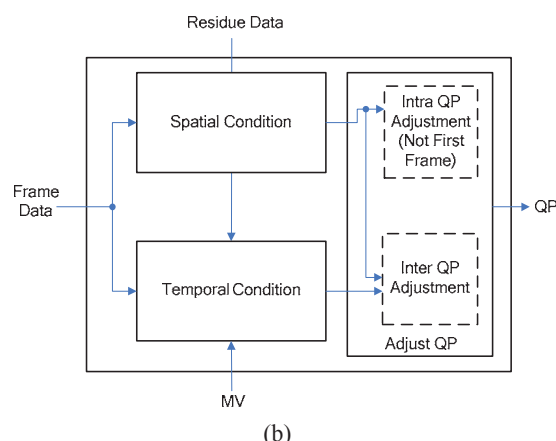 Residue Data
Spatial Condition
Intra QP
Adjustment
(Not First
Frame)
Frame
Data
QP
Temporal Condition
Inter QP
Adjustment
Adjust QP
MV
(b)